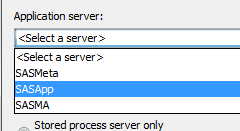 Application server:
<Select a server>
<Select a server>
SASMeta
SASApp
SASMA
Stored process server only